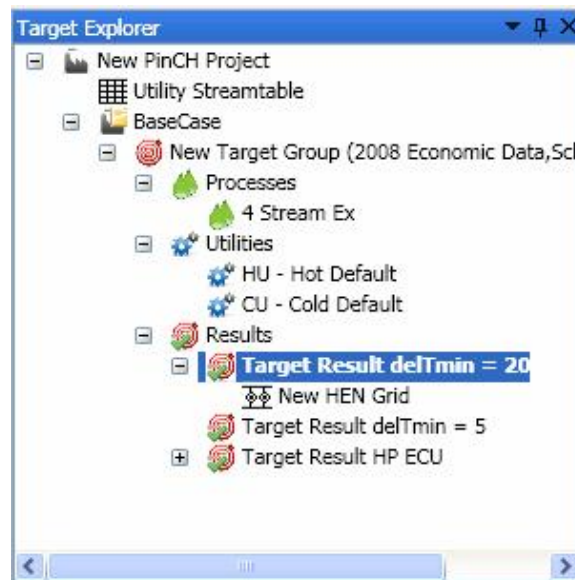 Target Explorer
New PinCH Project
Utility Streamtable
BaseCase
New Target Group (2008 Economic Data,Scl
Processes
4 Stream Ex
Utilities
HU - Hot Default
CU - Cold Default
Results
Target Result delTmin = 20
New HEN Grid
Target Result delTmin = 5
Target Result HP ECU